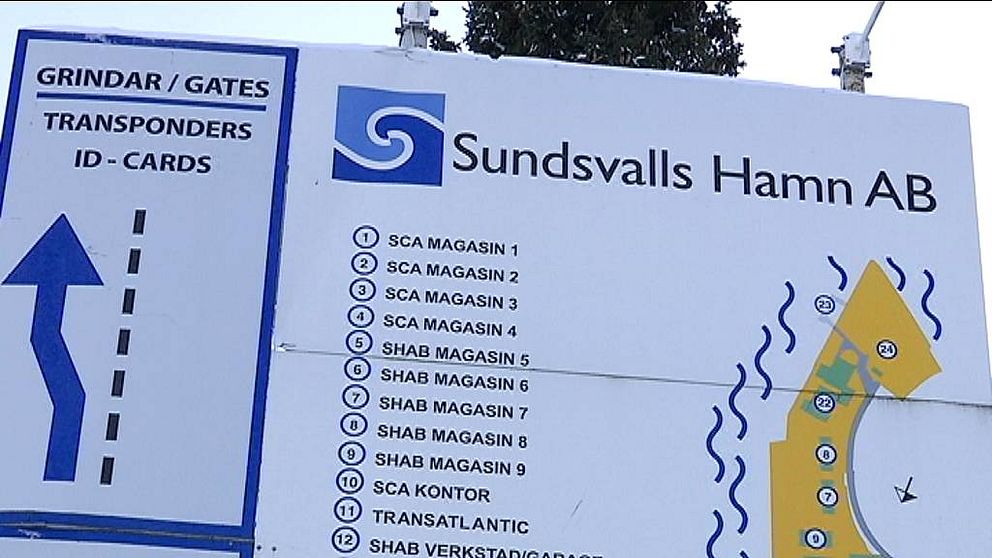 GRINDAR / GATES
TRANSPONDERS
ID - CARDS
Sundsvalls Hamn AB
1 SCA MAGASIN 1
2 SCA MAGASIN 2
3 SCA MAGASIN 3
4 SCA MAGASIN 4
5 SHAB MAGASIN 5
6 SHAB MAGASIN 6
7 SHAB MAGASIN 7
8 SHAB MAGASIN 8
9 SHAB MAGASIN 9
10 SCA KONTOR
11 TRANSATLANTIC
12 SHAB VERKSTAD/GARAGE
23
24
22
8
7
9